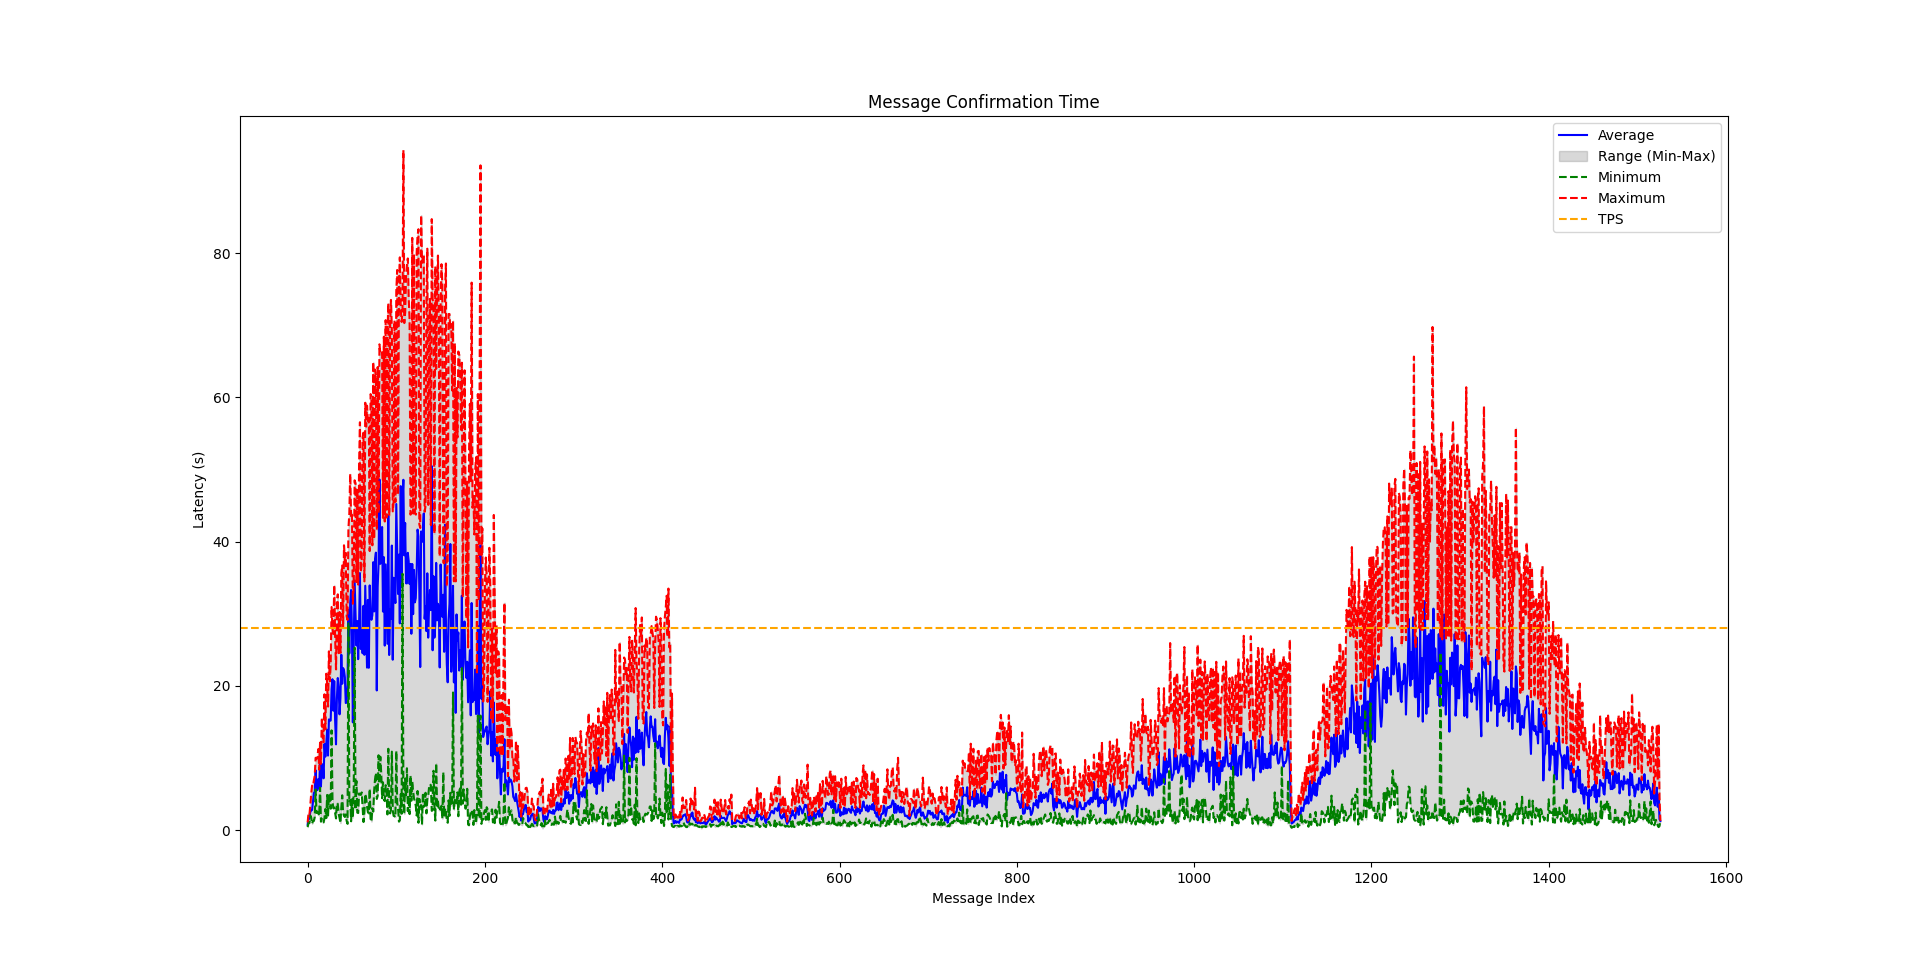 Message Confirmation Time
Average
Range (Min-Max)
Minimum
Maximum
TPS
Latency (s)
80
60
40
20
0
0 200 400 600 800 1000 1200 1400 1600
Message Index